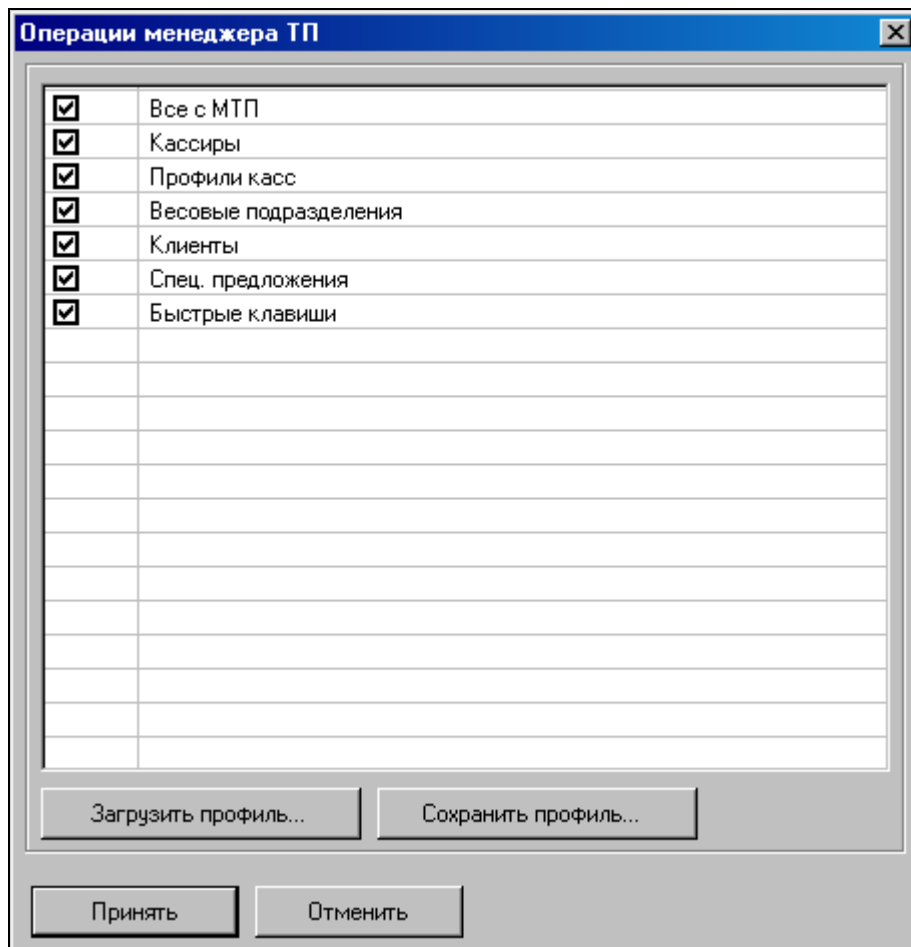 Операции менеджера ТП
Все с МТП
Кассиры
Профили касс
Весовые подразделения
Клиенты
Спец. предложения
Быстрые клавиши
Загрузить профиль... Сохранить профиль...
Принять Отменить